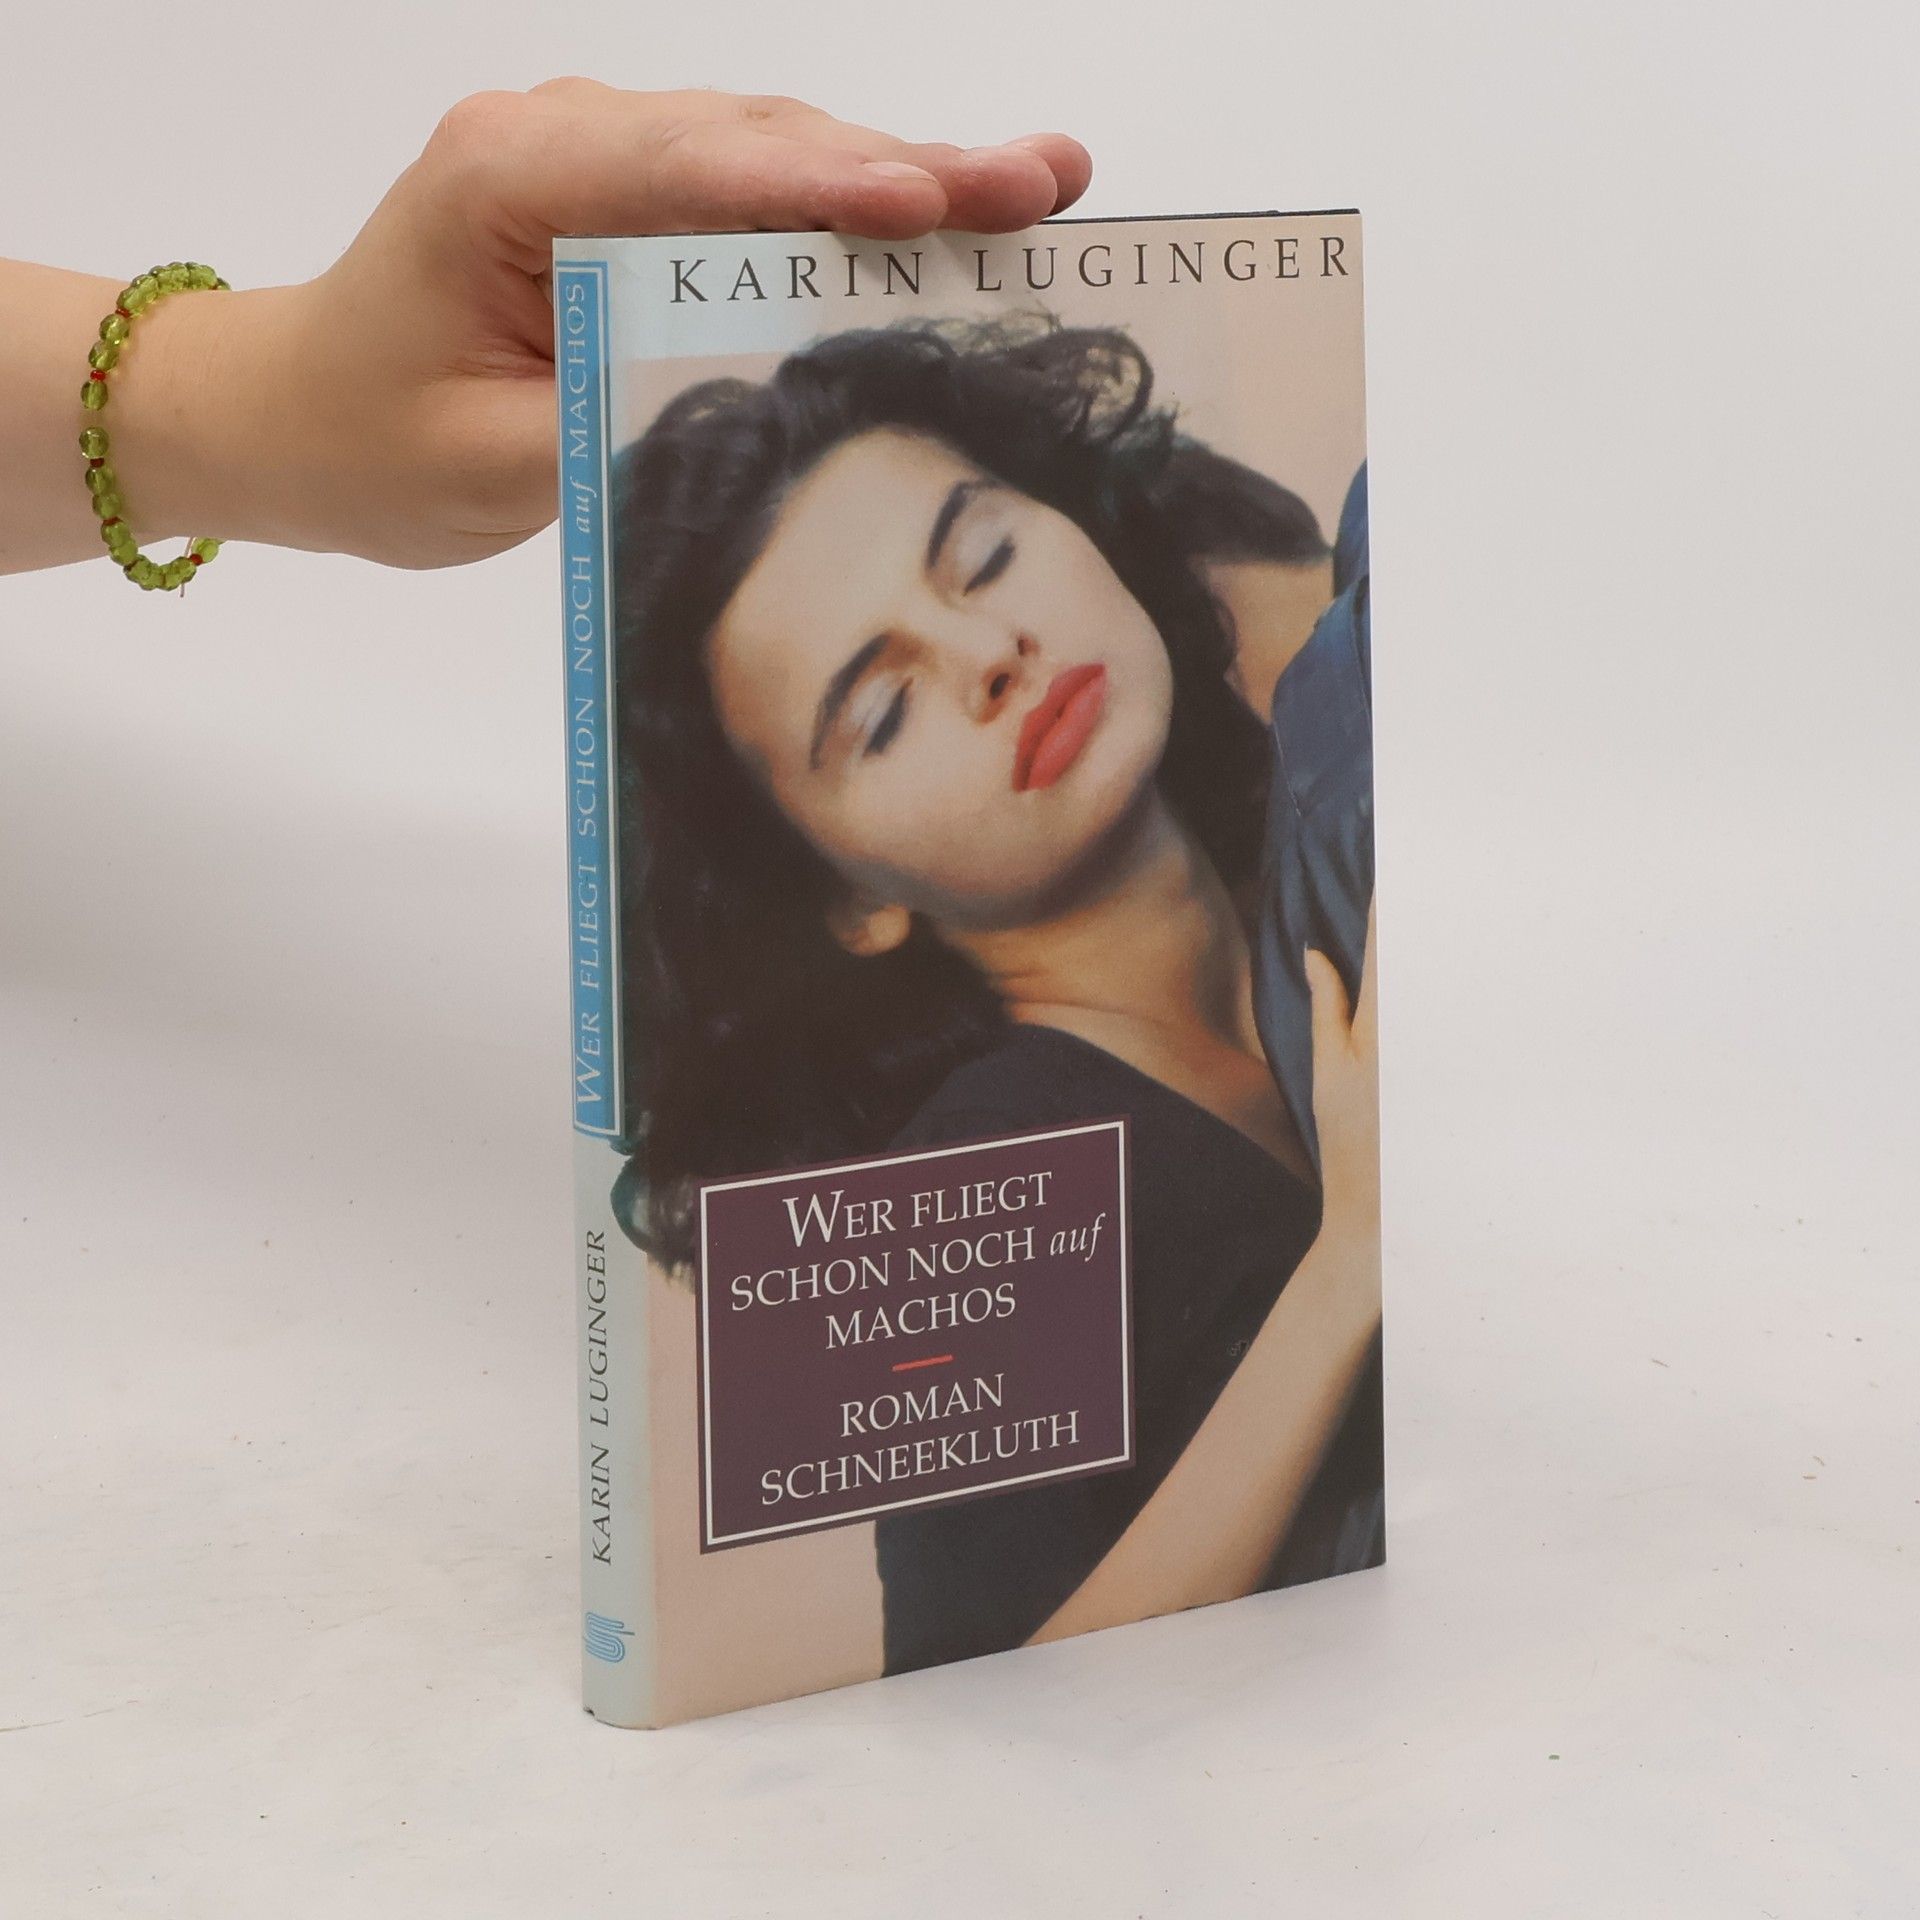 KARIN LUGINGER
WER FLIEGT
SCHON NOCH auf
MACHOS
ROMAN
SCHNEEKLUTH
WER FLIEGT SCHON NOCH auf MACHOS
KARIN LUGINGER